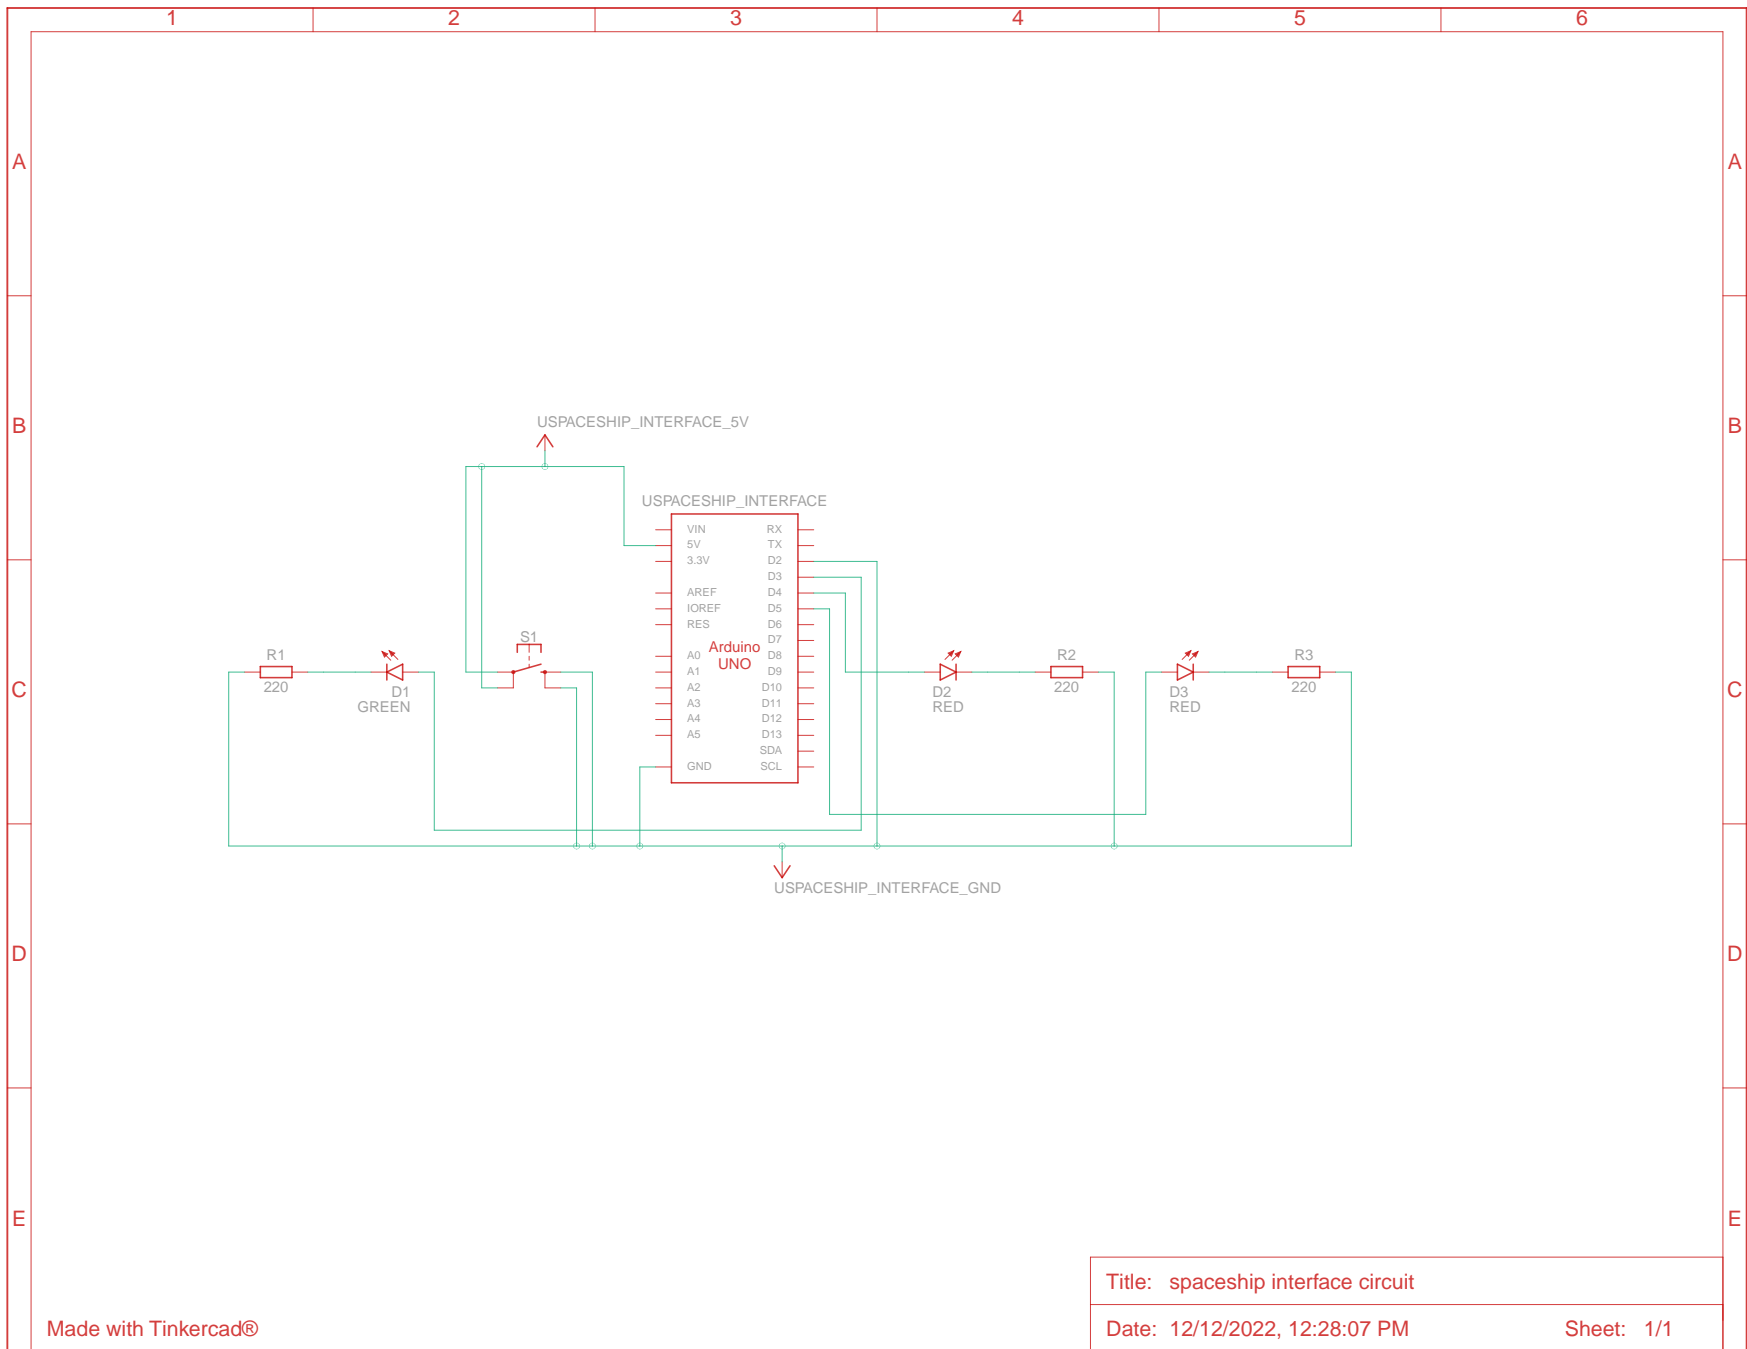 1 2 3 4 5 6
A A
B B
USPACESHIP_INTERFACE_5V
USPACESHIP_INTERFACE
VIN RX
5V TX
3.3V D2
D3
AREF D4
IOREF D5
RES D6
D7
A0 D8
A1 D9
A2 D10
A3 D11
A4 D12
A5 D13
SDA
GND SCL
Arduino
UNO
R1
220
D1
GREEN
S1
D2
RED
R2
220
D3
RED
R3
220
C C
USPACESHIP_INTERFACE_GND
D D
E E
Title: spaceship interface circuit
Made with Tinkercad®
Date: 12/12/2022, 12:28:07 PM Sheet: 1/1